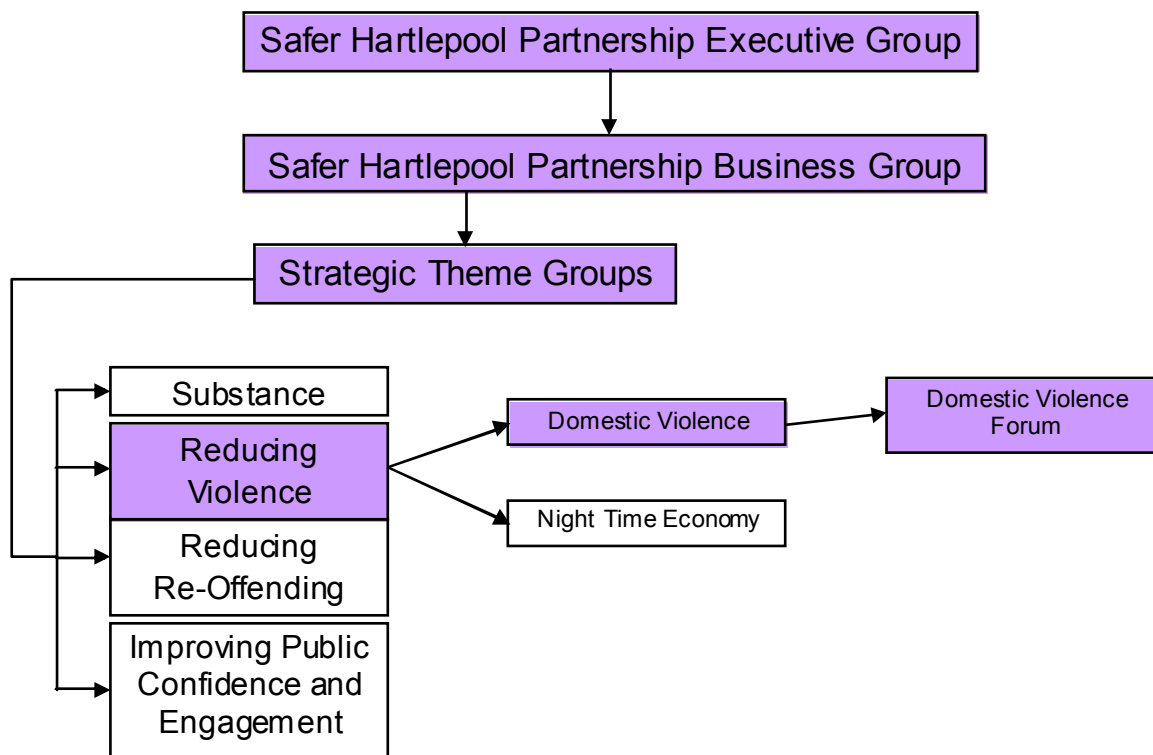 Safer Hartlepool Partnership Executive Group
Safer Hartlepool Partnership Business Group
Strategic Theme Groups
Substance
Reducing
Violence
Reducing
Re-Offending
Improving Public
Confidence and
Engagement
Domestic Violence
Night Time Economy
Domestic Violence
Forum